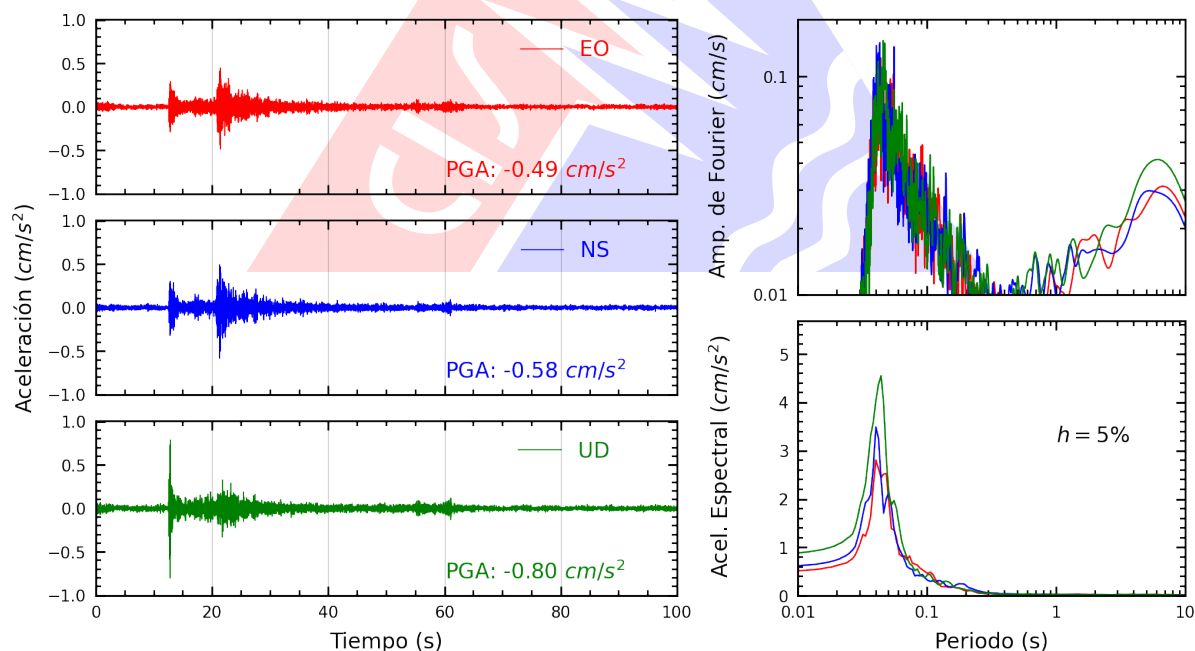 Aceleración (cm/s²)
1.0
0.5
0.0
−0.5
−1.0
EO
PGA: -0.49 cm/s²
1.0
0.5
0.0
−0.5
−1.0
NS
PGA: -0.58 cm/s²
1.0
0.5
0.0
−0.5
−1.0
UD
PGA: -0.80 cm/s²
0 20 40 60 80 100
Tiempo (s)
Amp. de Fourier (cm/s)
0.1
0.01
Acel. Espectral (cm/s²)
5
4
3
2
1
0
h = 5%
0.01 0.1 1 10
Periodo (s)